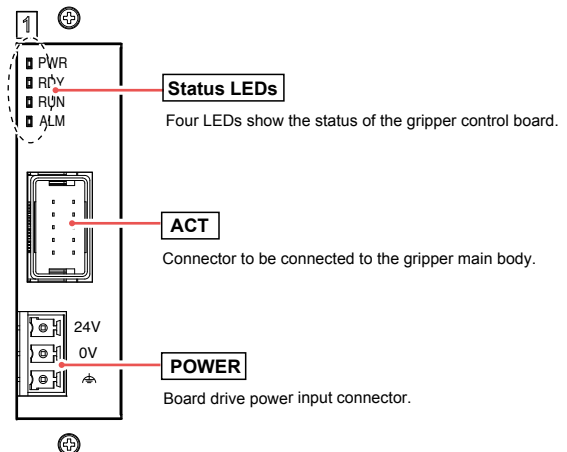 1
PWR
RDY
RUN
ALM
Status LEDs
Four LEDs show the status of the gripper control board.
ACT
Connector to be connected to the gripper main body.
24V
0V
POWER
Board drive power input connector.